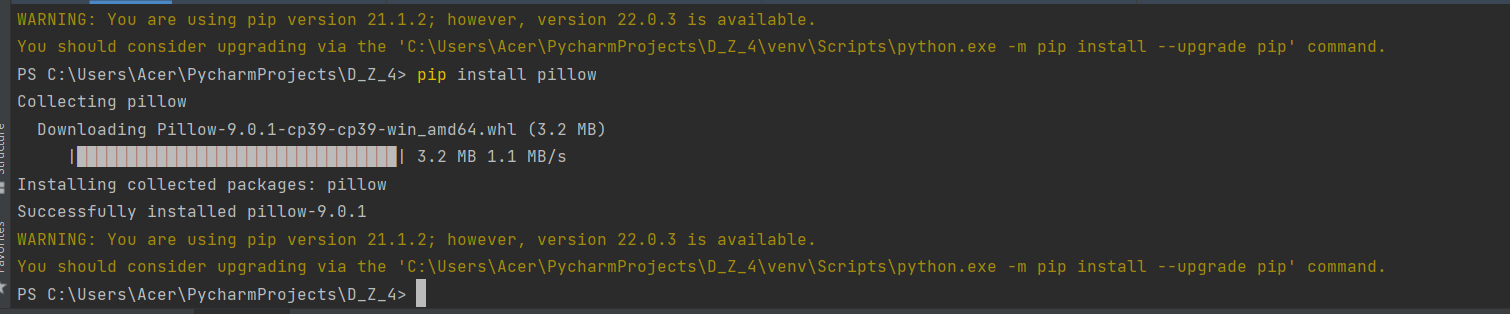 WARNING: You are using pip version 21.1.2; however, version 22.0.3 is available.
You should consider upgrading via the 'C:\Users\Acer\PycharmProjects\D_Z_4\venv\Scripts\python.exe -m pip install --upgrade pip' command.
PS C:\Users\Acer\PycharmProjects\D_Z_4> pip install pillow
Collecting pillow
  Downloading Pillow-9.0.1-cp39-cp39-win_amd64.whl (3.2 MB)
     |████████████████████████████████| 3.2 MB 1.1 MB/s
Installing collected packages: pillow
Successfully installed pillow-9.0.1
WARNING: You are using pip version 21.1.2; however, version 22.0.3 is available.
You should consider upgrading via the 'C:\Users\Acer\PycharmProjects\D_Z_4\venv\Scripts\python.exe -m pip install --upgrade pip' command.
PS C:\Users\Acer\PycharmProjects\D_Z_4>